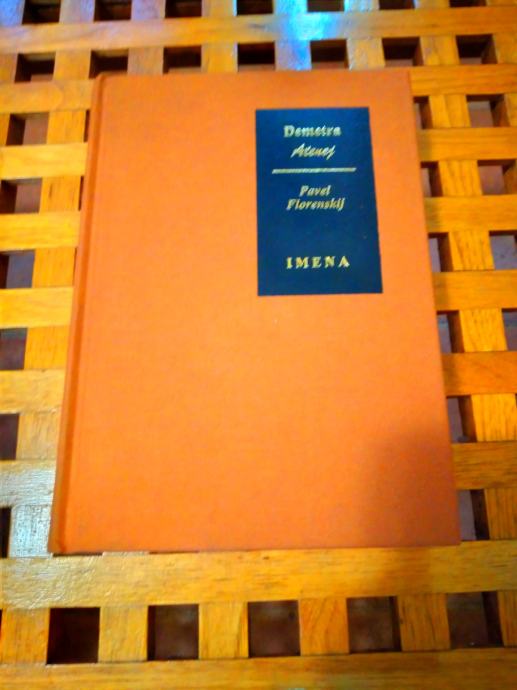 Demetra
Atenej
Pavel
Florenskij
IMENA